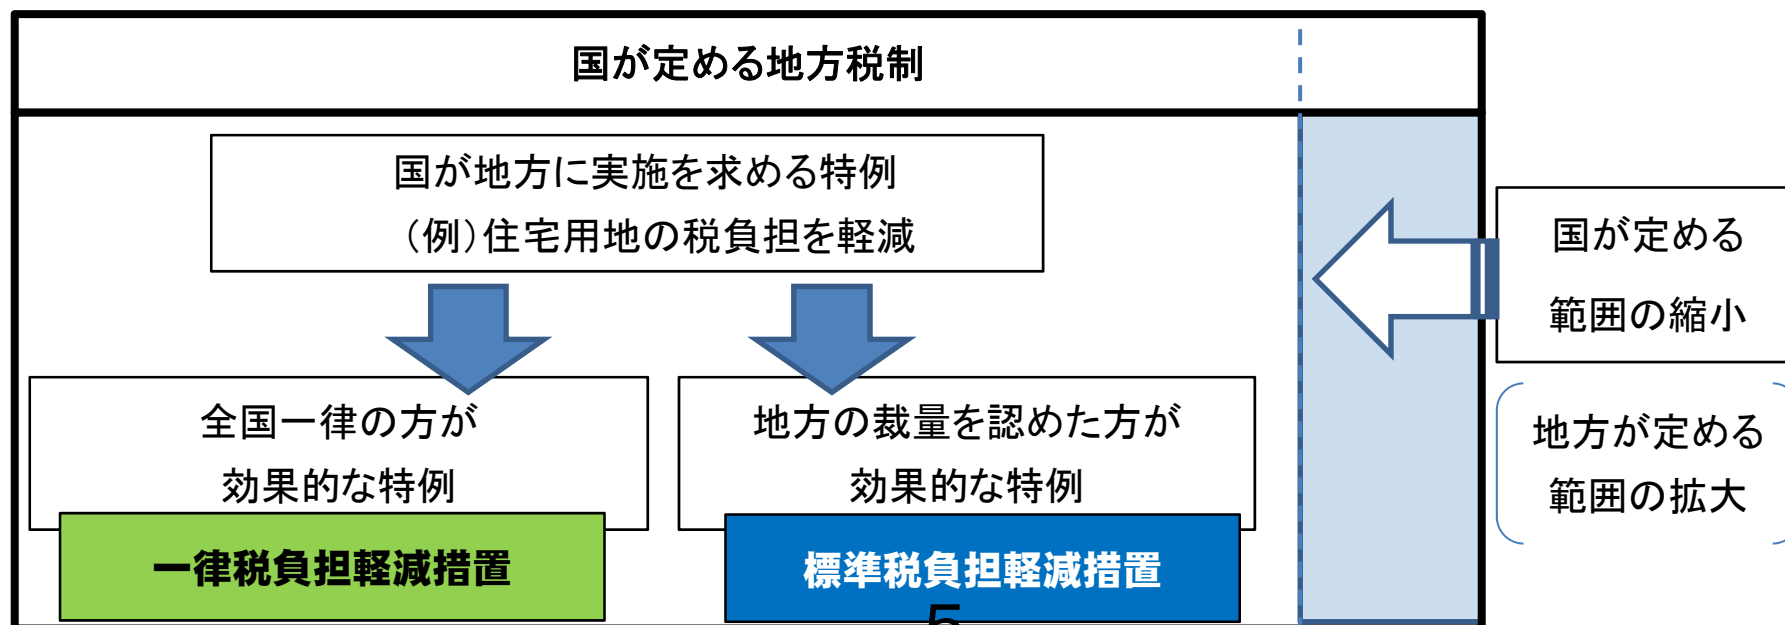 国が定める地方税制
国が地方に実施を求める特例
（例）住宅用地の税負担を軽減
国が定める
範囲の縮小
全国一律の方が
効果的な特例
地方の裁量を認めた方が
効果的な特例
地方が定める
範囲の拡大
一律税負担軽減措置
標準税負担軽減措置
5